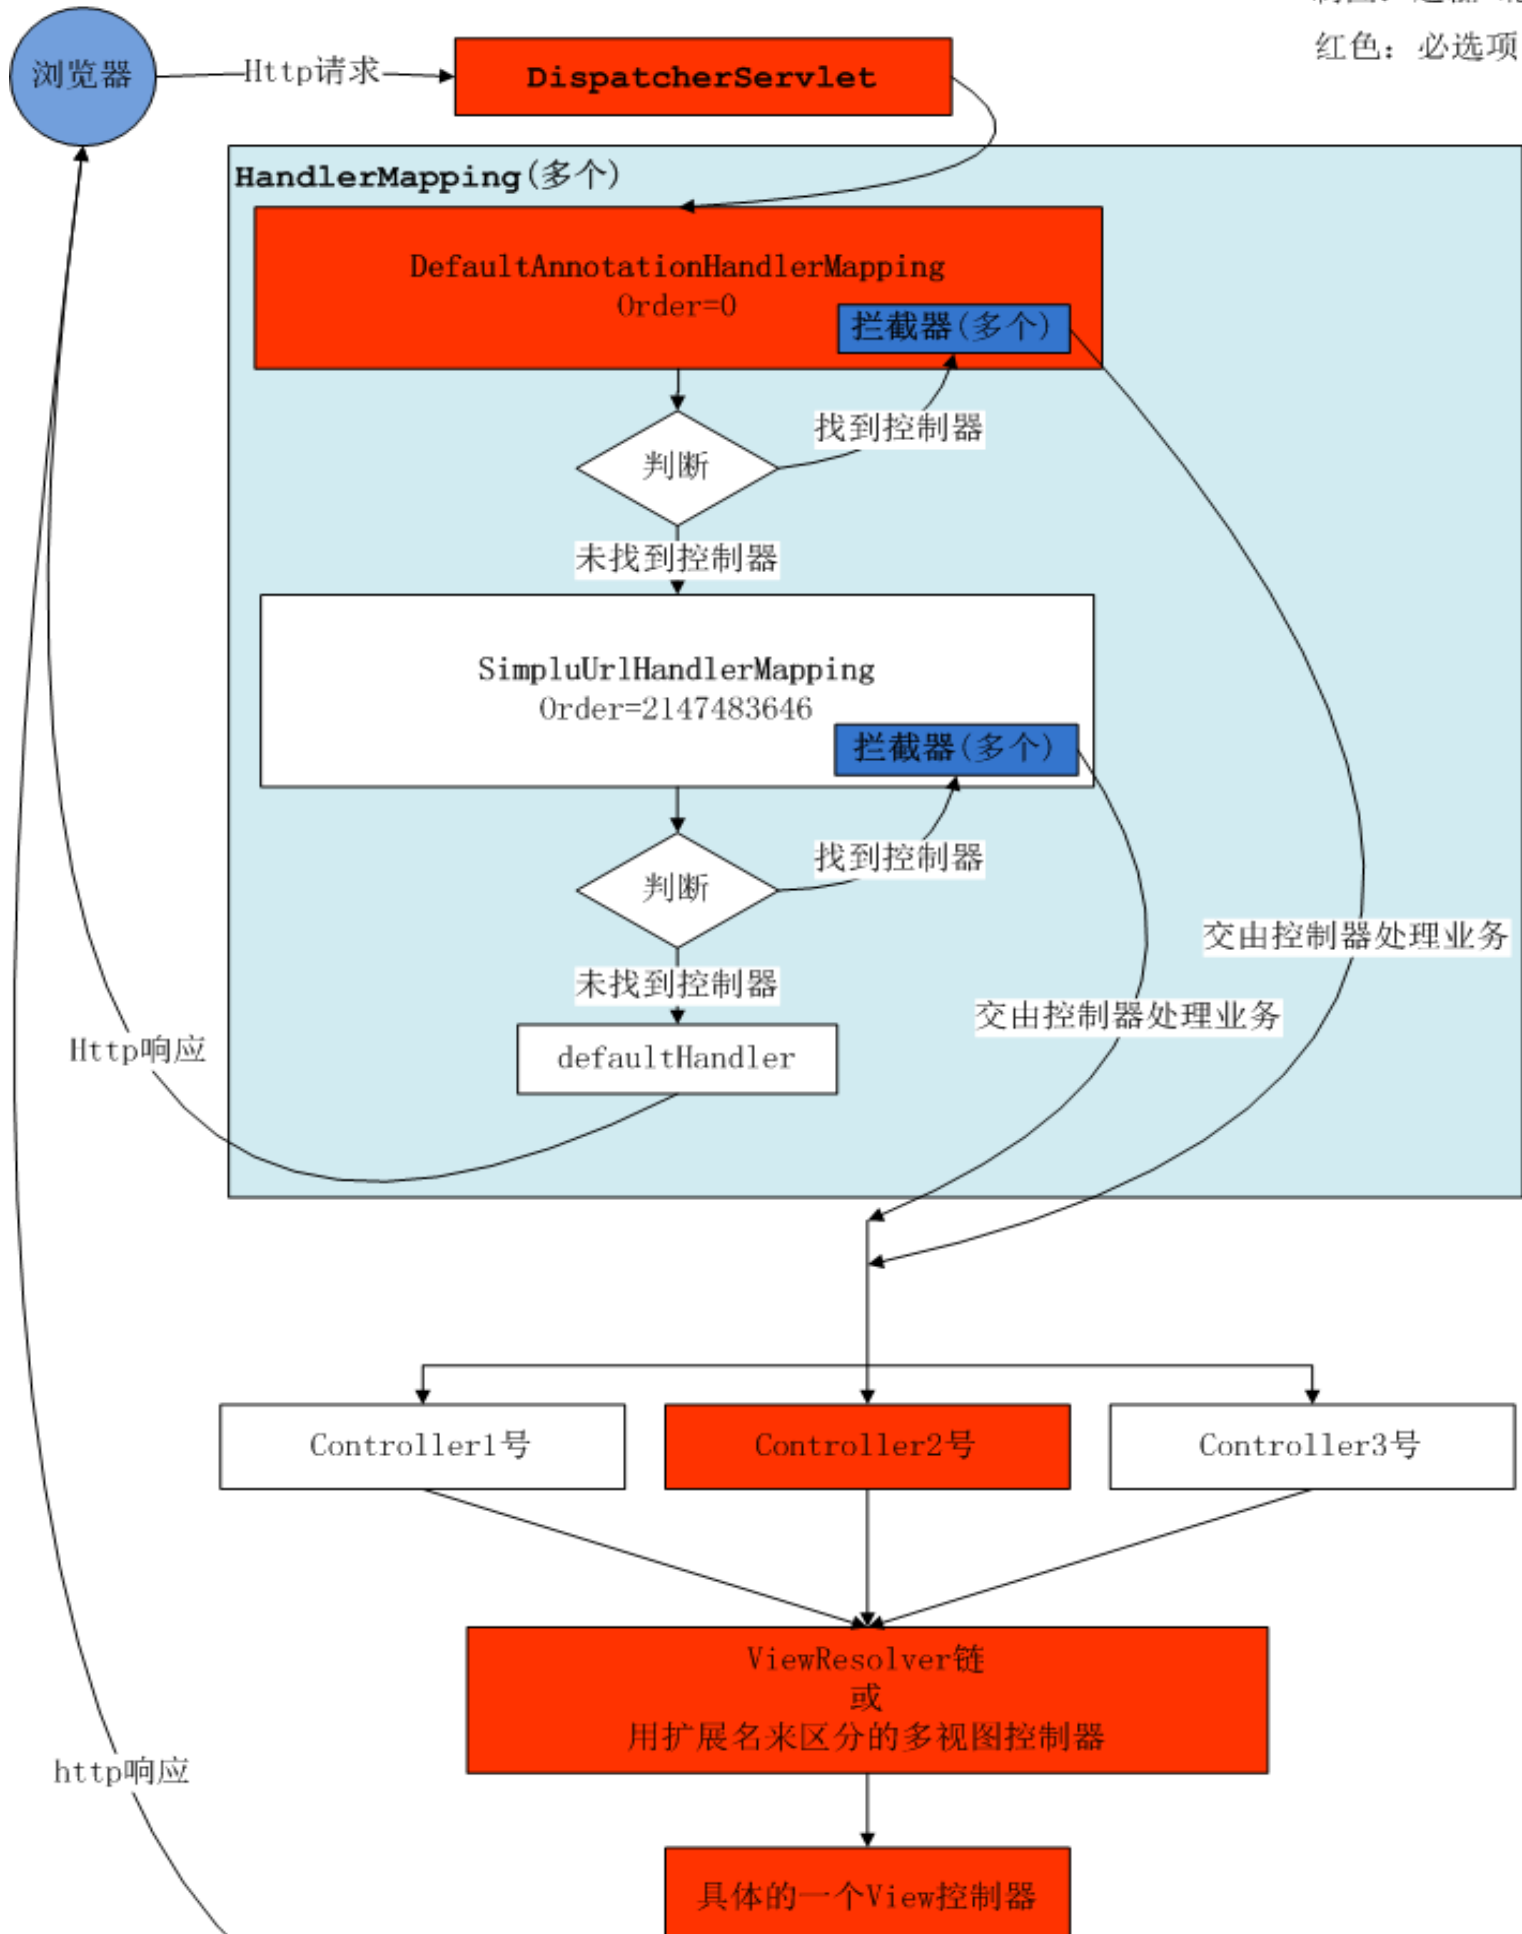 红色：必选项
浏览器
Http请求
DispatcherServlet
HandlerMapping(多个)
DefaultAnnotationHandlerMapping
Order=0
拦截器(多个)
找到控制器
判断
未找到控制器
SimpluUrlHandlerMapping
Order=2147483646
拦截器(多个)
找到控制器
判断
交由控制器处理业务
未找到控制器
交由控制器处理业务
Http响应
defaultHandler
Controller1号
Controller2号
Controller3号
ViewResolver链
或
用扩展名来区分的多视图控制器
http响应
具体的一个View控制器